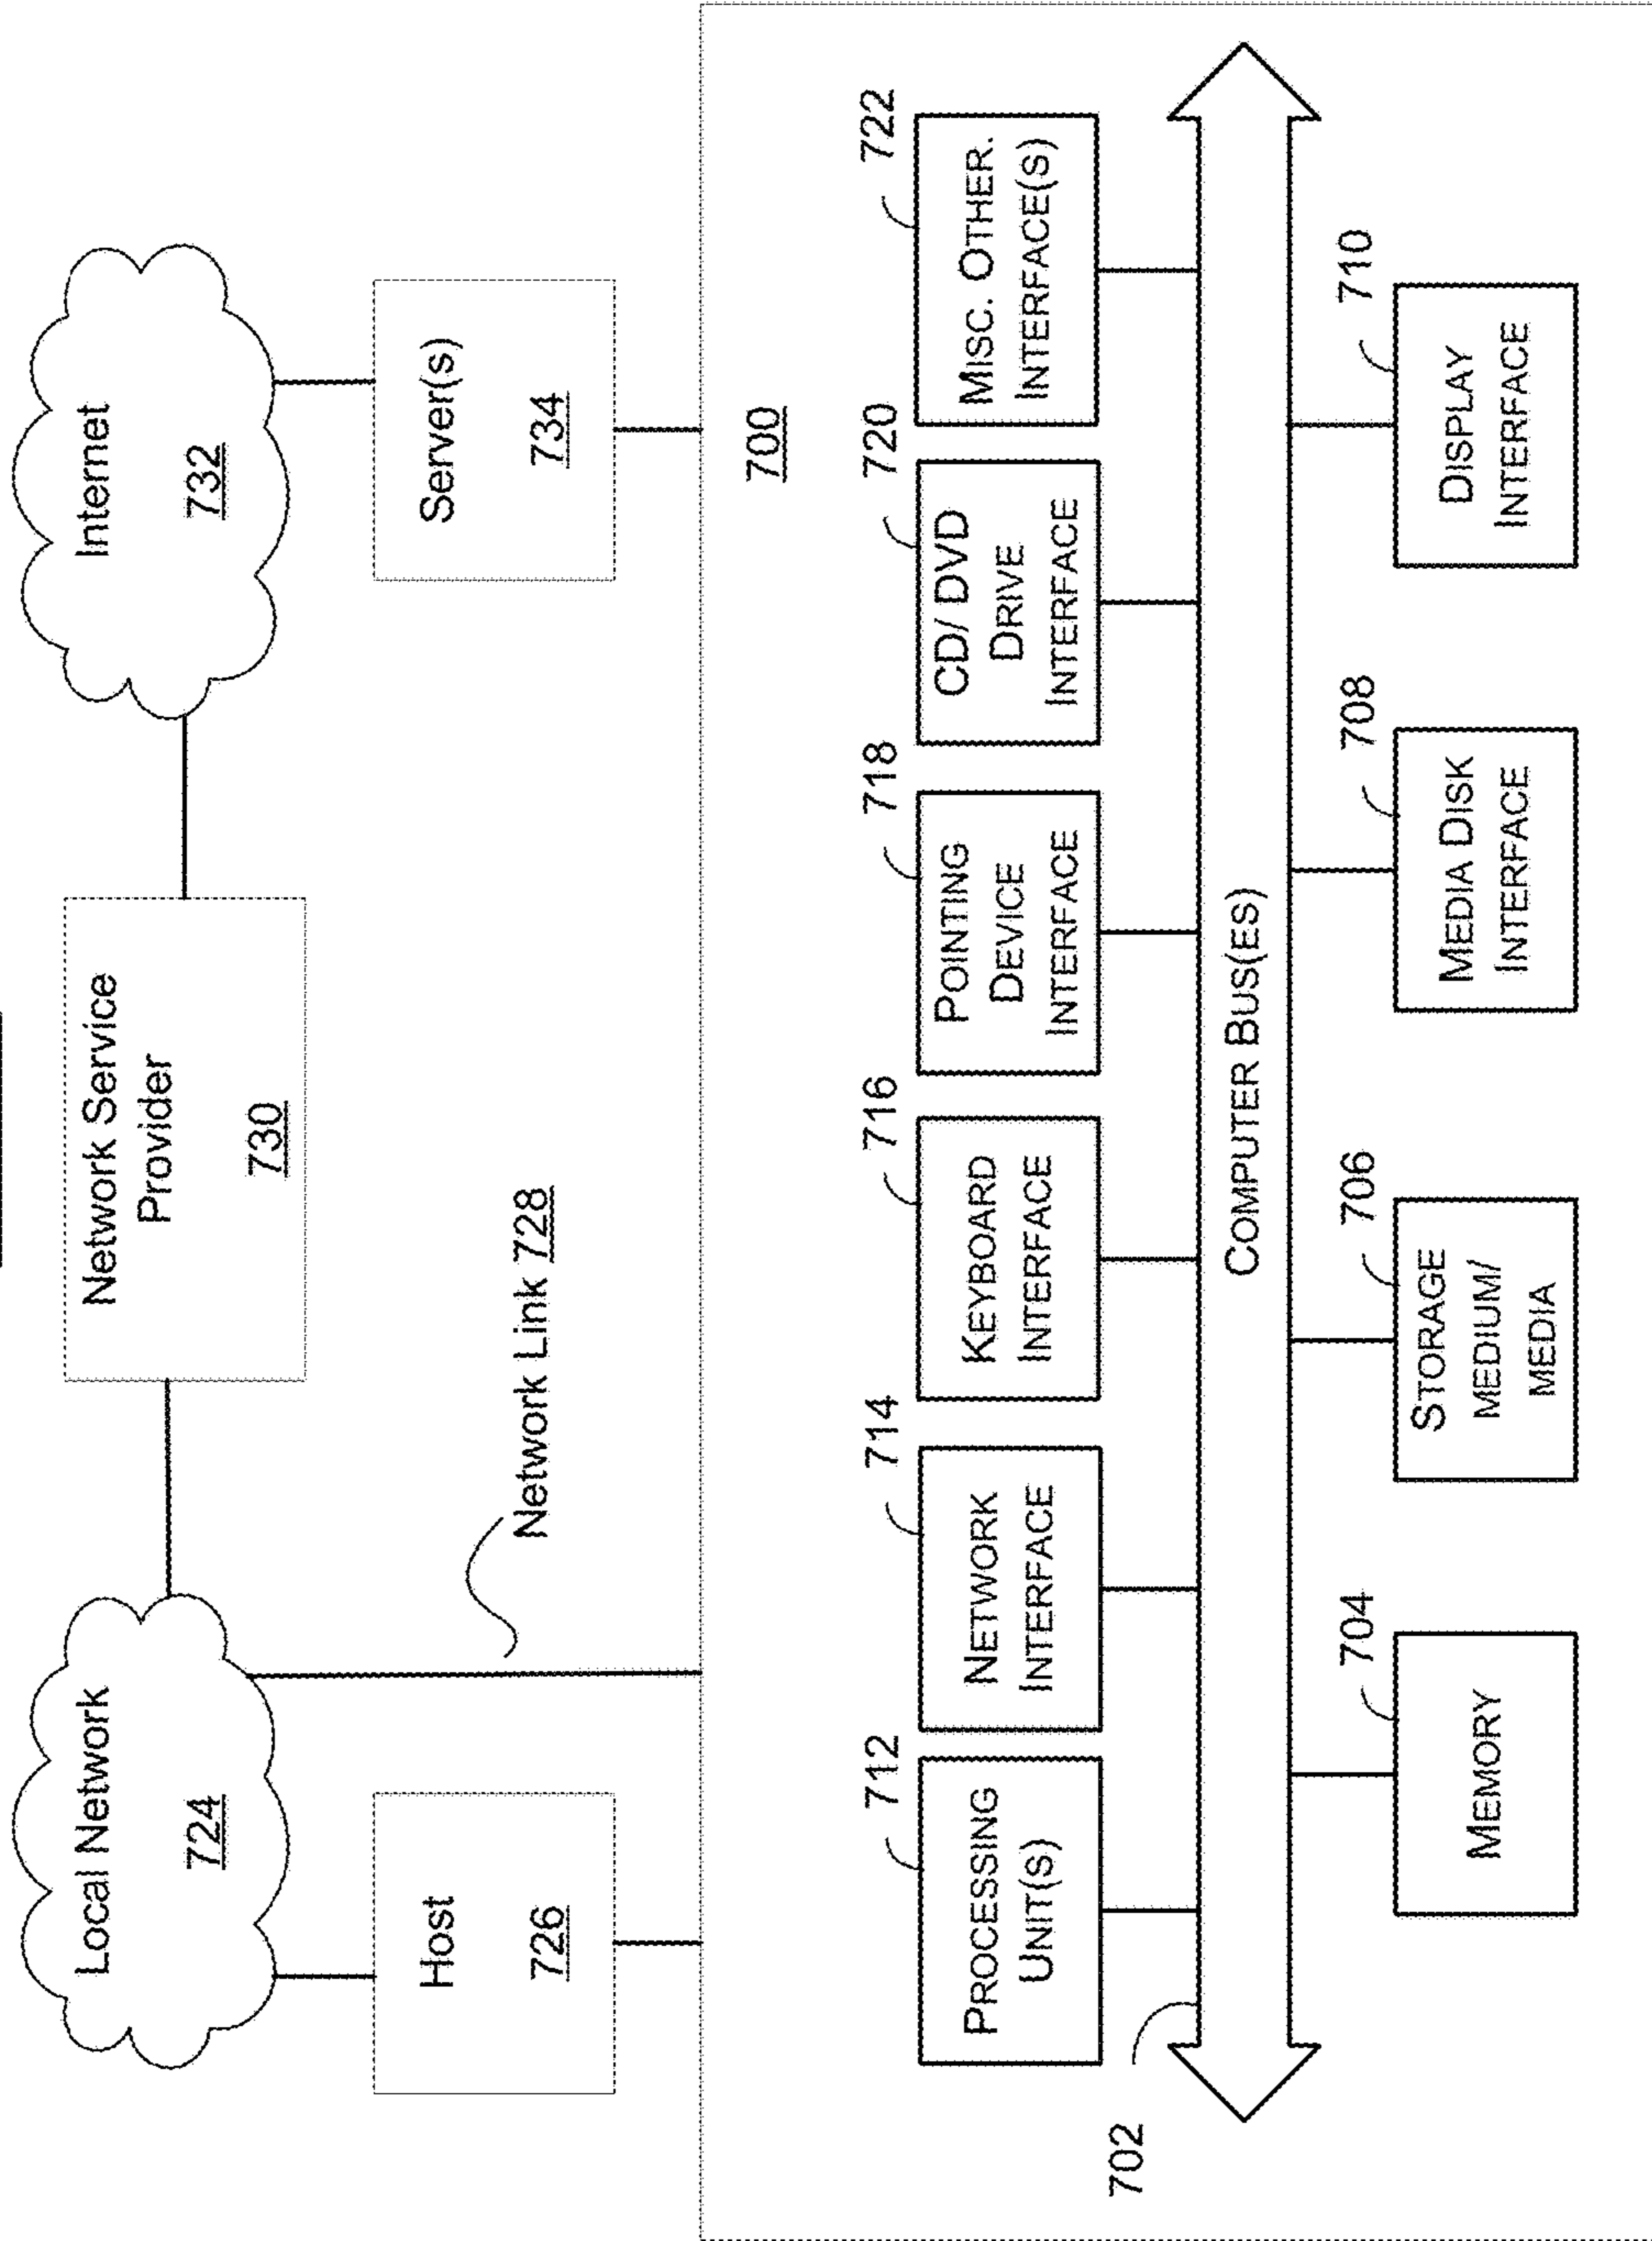 Local Network
724
Network Service
Provider
730
Internet
732
Host
726
Network Link 728
Server(s)
734
700
712
PROCESSING
UNIT(S)
714
NETWORK
INTERFACE
716
KEYBOARD
INTERFACE
718
POINTING
DEVICE
INTERFACE
720
CD/ DVD
DRIVE
INTERFACE
722
MISC. OTHER.
INTERFACE(S)
702
COMPUTER BUS(ES)
704
MEMORY
706
STORAGE
MEDIUM/
MEDIA
708
MEDIA DISK
INTERFACE
710
DISPLAY
INTERFACE